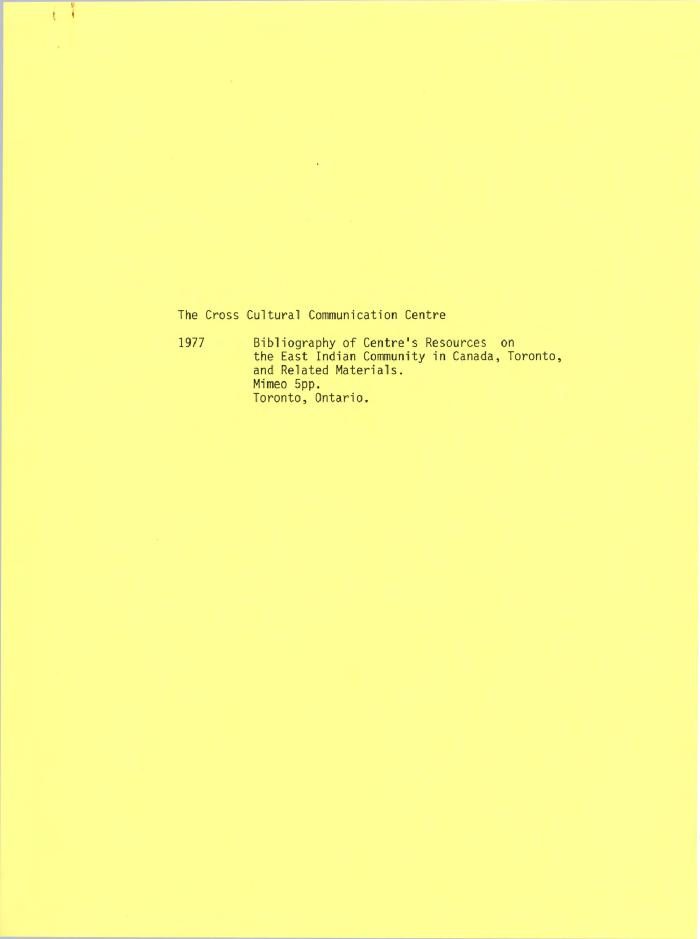 The Cross Cultural Communication Centre
1977 Bibliography of Centre's Resources on
the East Indian Community in Canada, Toronto,
and Related Materials.
Mimeo 5pp.
Toronto, Ontario.